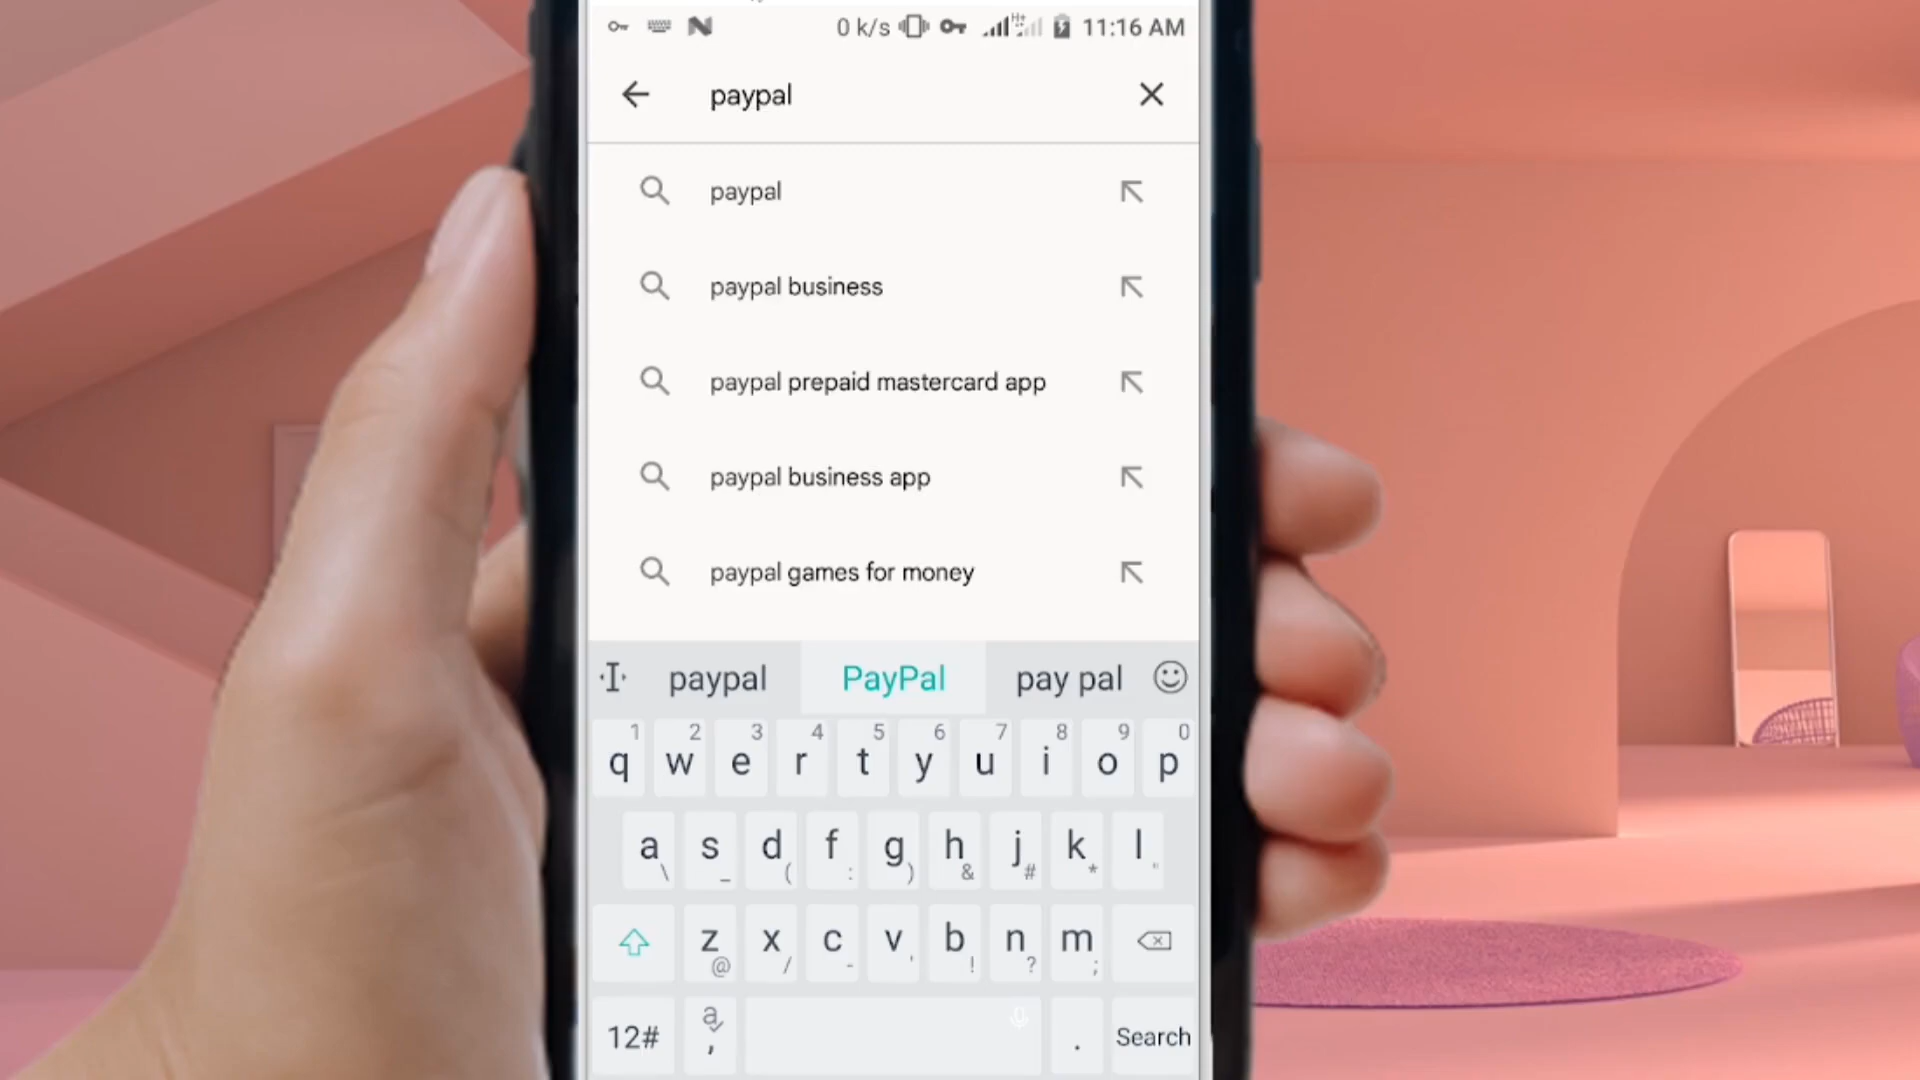 0 k/s 11:16 AM
paypal
paypal
paypal business
paypal prepaid mastercard app
paypal business app
paypal games for money
paypal PayPal pay pal
1 2 3 4 5 6 7 8 9 0
q w e r t y u i o p
a s d f g h j k l
\ _ ( : ) & # * "
z x c v b n m
@ / - ' ! ? ;
12# a , . Search